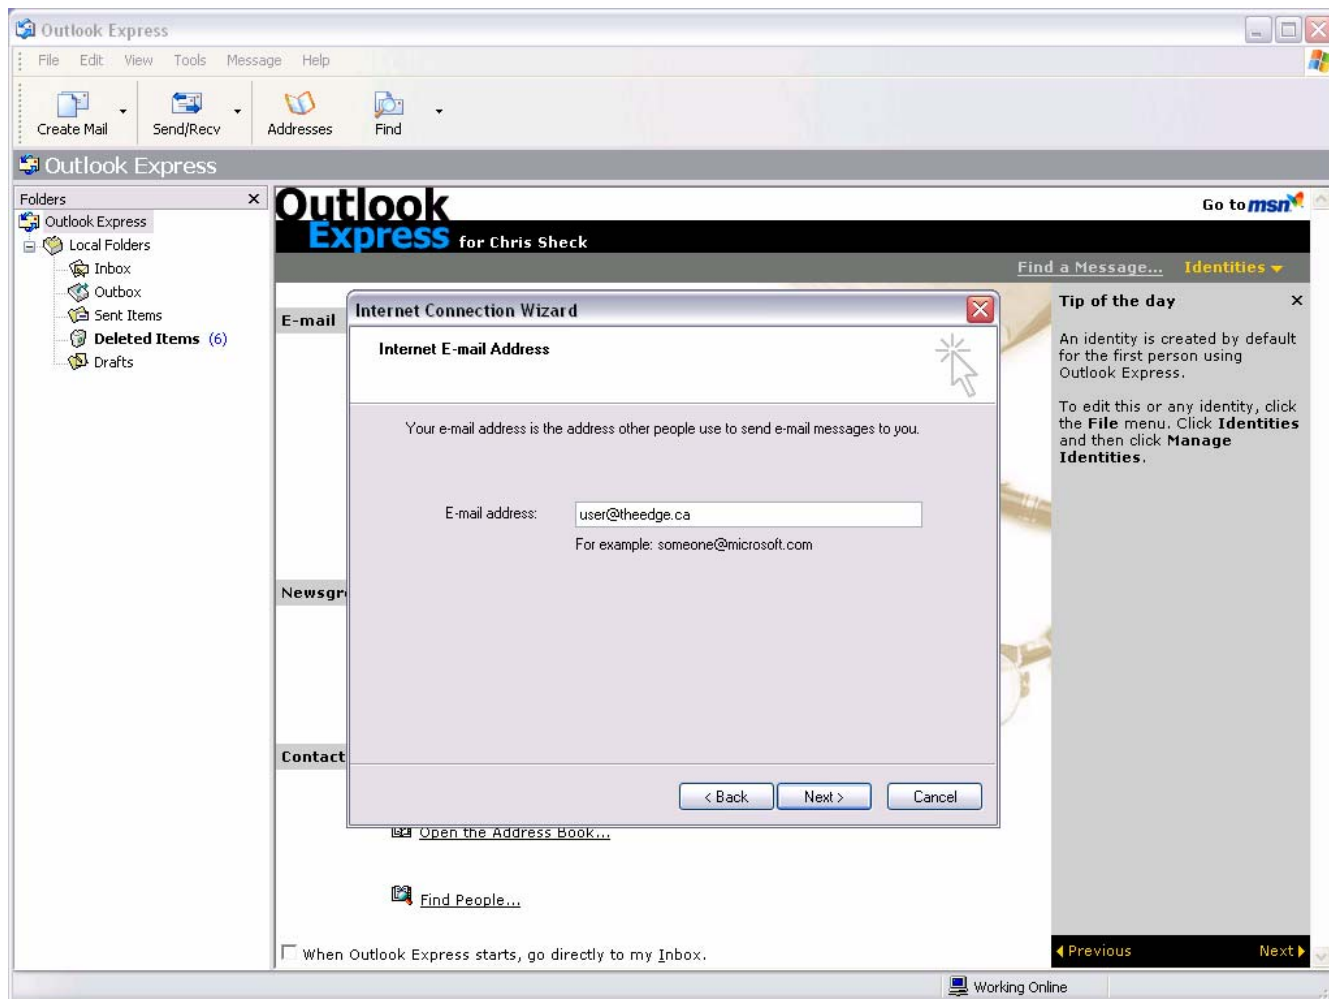 Outlook Express
File Edit View Tools Message Help
Create Mail Send/Recv Addresses Find
Outlook Express
Folders
Outlook Express
Local Folders
Inbox
Outbox
Sent Items
Deleted Items (6)
Drafts
Outlook
Express for Chris Sheck
Go to msn
Find a Message... Identities
E-mail
Newsgr
Contact
Internet Connection Wizard
Internet E-mail Address
Your e-mail address is the address other people use to send e-mail messages to you.
E-mail address: user@theedge.ca
For example: someone@microsoft.com
< Back Next > Cancel
Open the Address Book...
Find People...
When Outlook Express starts, go directly to my Inbox.
Tip of the day
An identity is created by default
for the first person using
Outlook Express.
To edit this or any identity, click
the File menu. Click Identities
and then click Manage
Identities.
Previous Next
Working Online